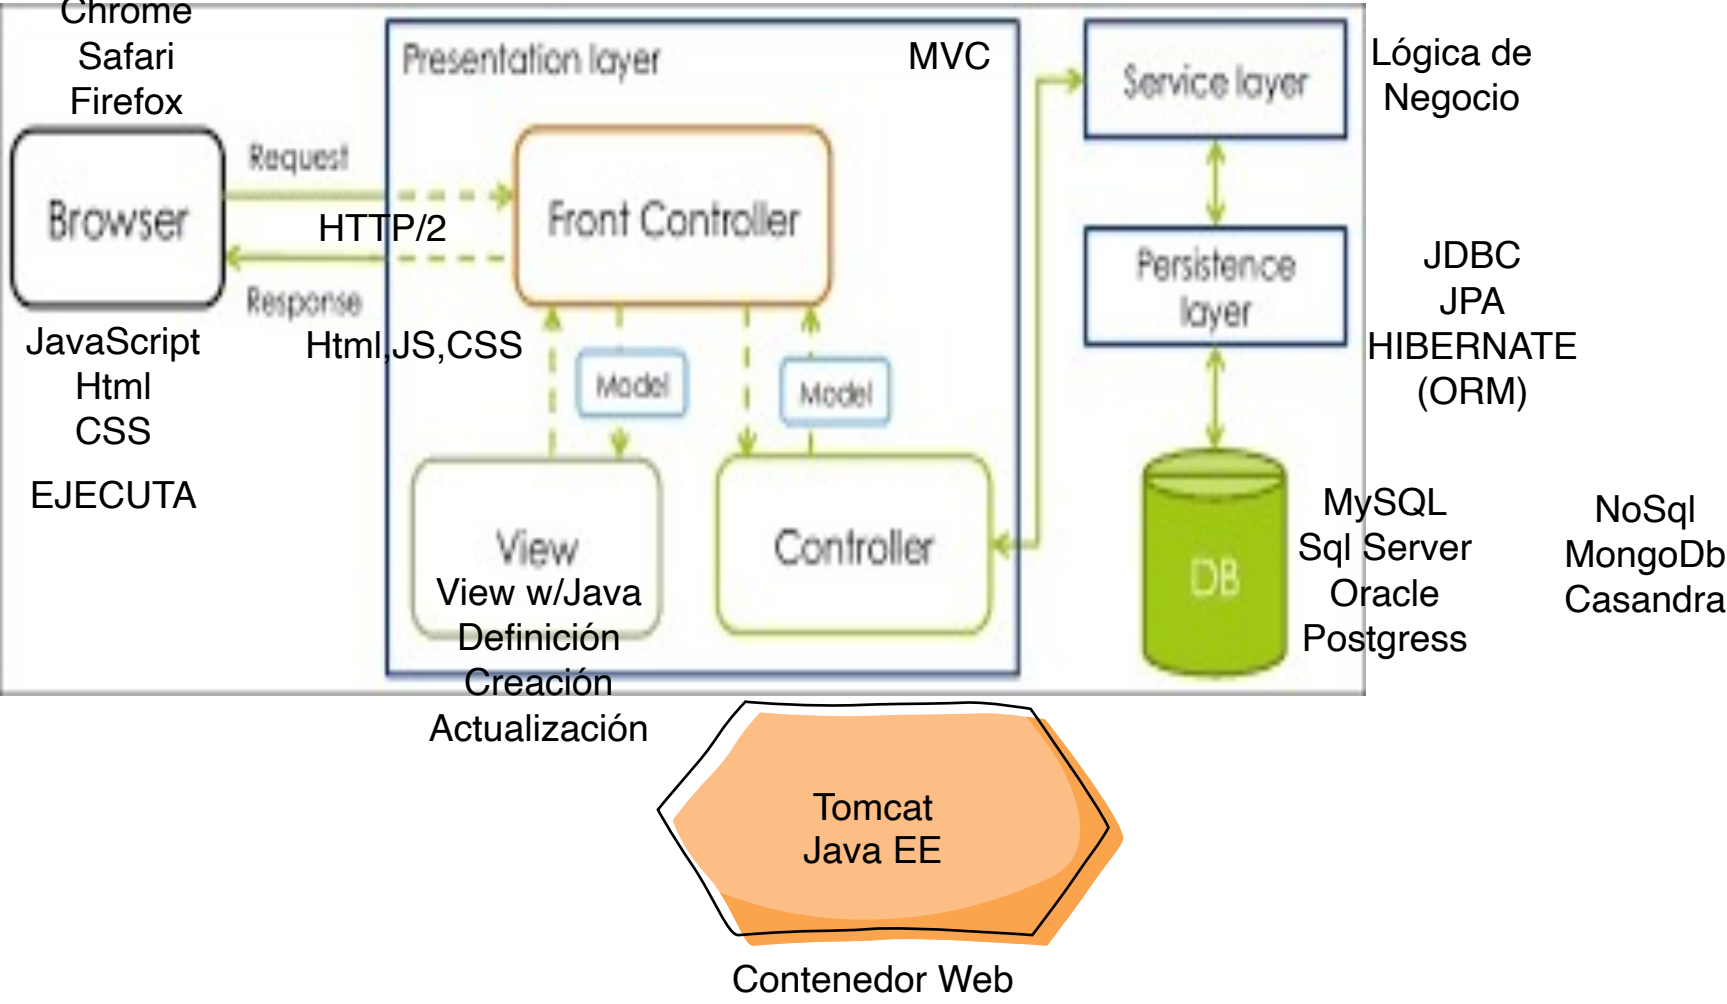 Chrome
Safari
Firefox
Browser
JavaScript
Html
CSS
EJECUTA
Request
HTTP/2
Response
Html,JS,CSS
Presentation layer
MVC
Front Controller
Model
Model
View
View w/Java
Definición
Creación
Actualización
Controller
Service layer
Lógica de
Negocio
Persistence
layer
JDBC
JPA
HIBERNATE
(ORM)
DB
MySQL
Sql Server
Oracle
Postgress
NoSql
MongoDb
Casandra
Tomcat
Java EE
Contenedor Web